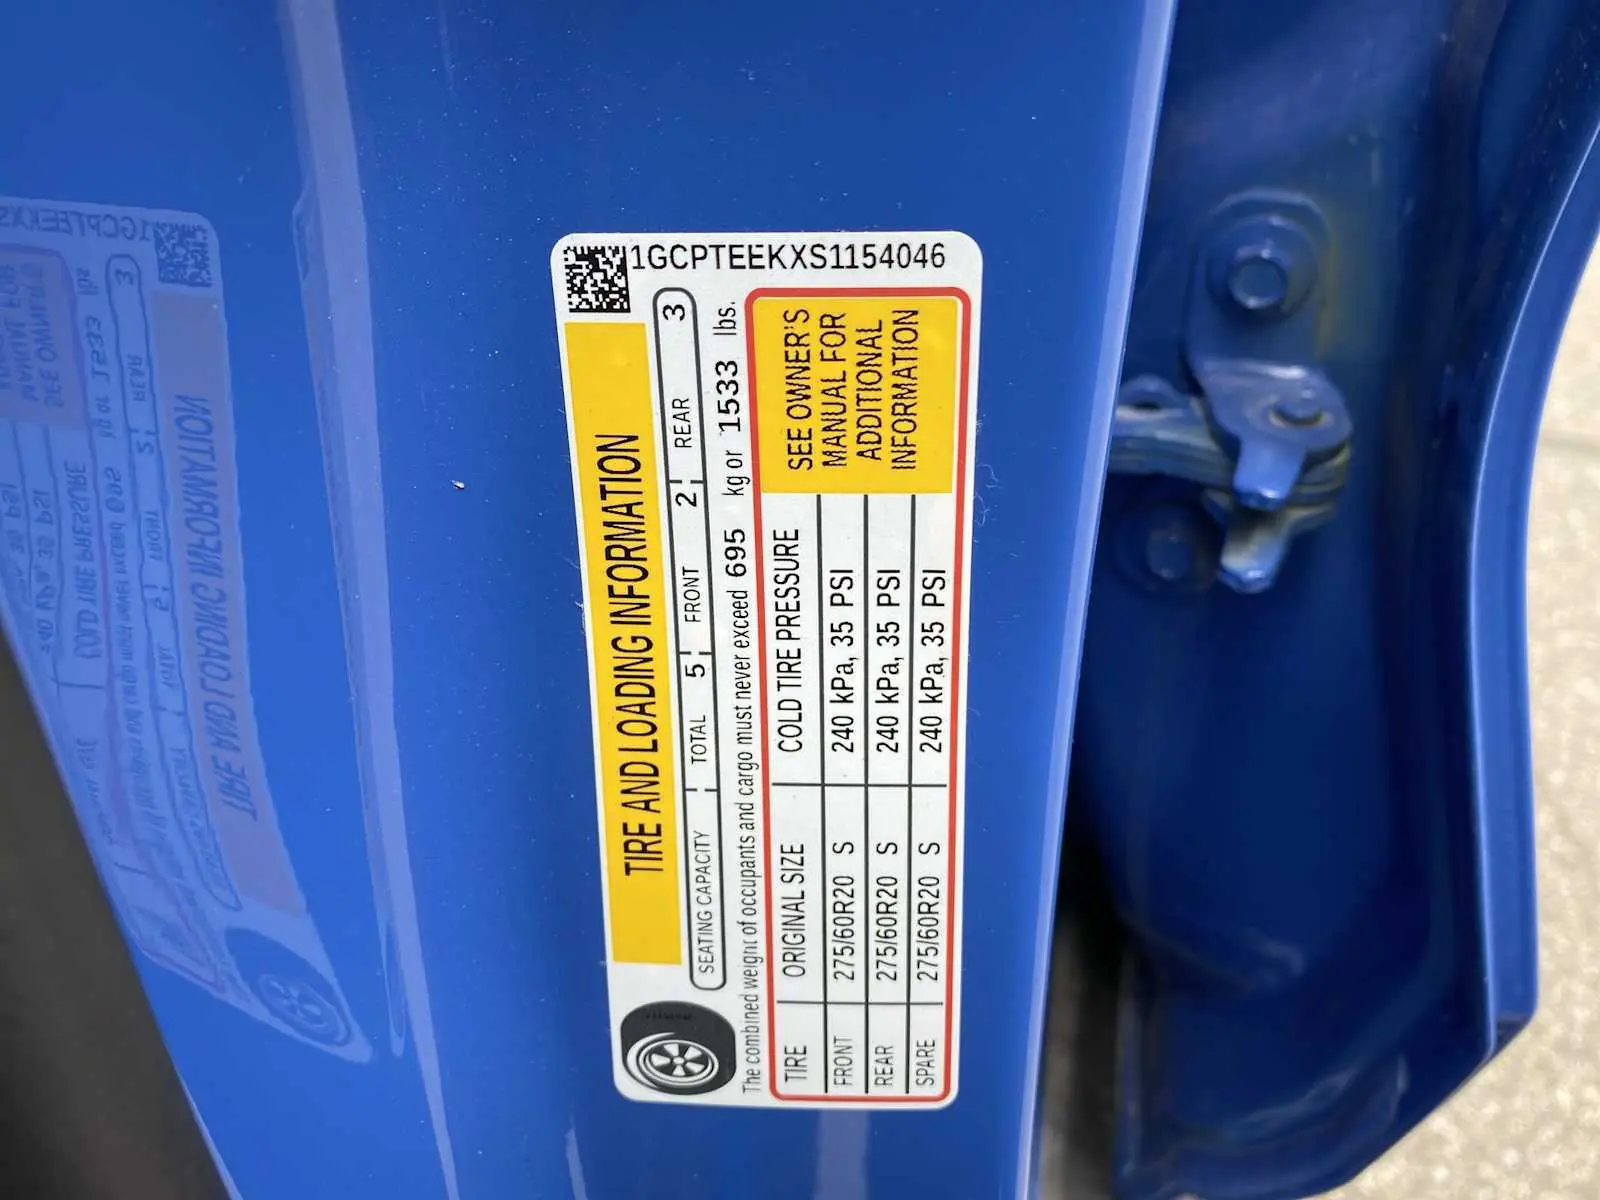 1GCPTEEKXS1154046
TIRE AND LOADING INFORMATION
SEATING CAPACITY TOTAL 5 FRONT 2 REAR 3
The combined weight of occupants and cargo must never exceed 695 kg or 1533 lbs.
TIRE ORIGINAL SIZE COLD TIRE PRESSURE
FRONT 275/60R20 S 240 kPa, 35 PSI
REAR 275/60R20 S 240 kPa, 35 PSI
SPARE 275/60R20 S 240 kPa, 35 PSI
SEE OWNER'S
MANUAL FOR
ADDITIONAL
INFORMATION